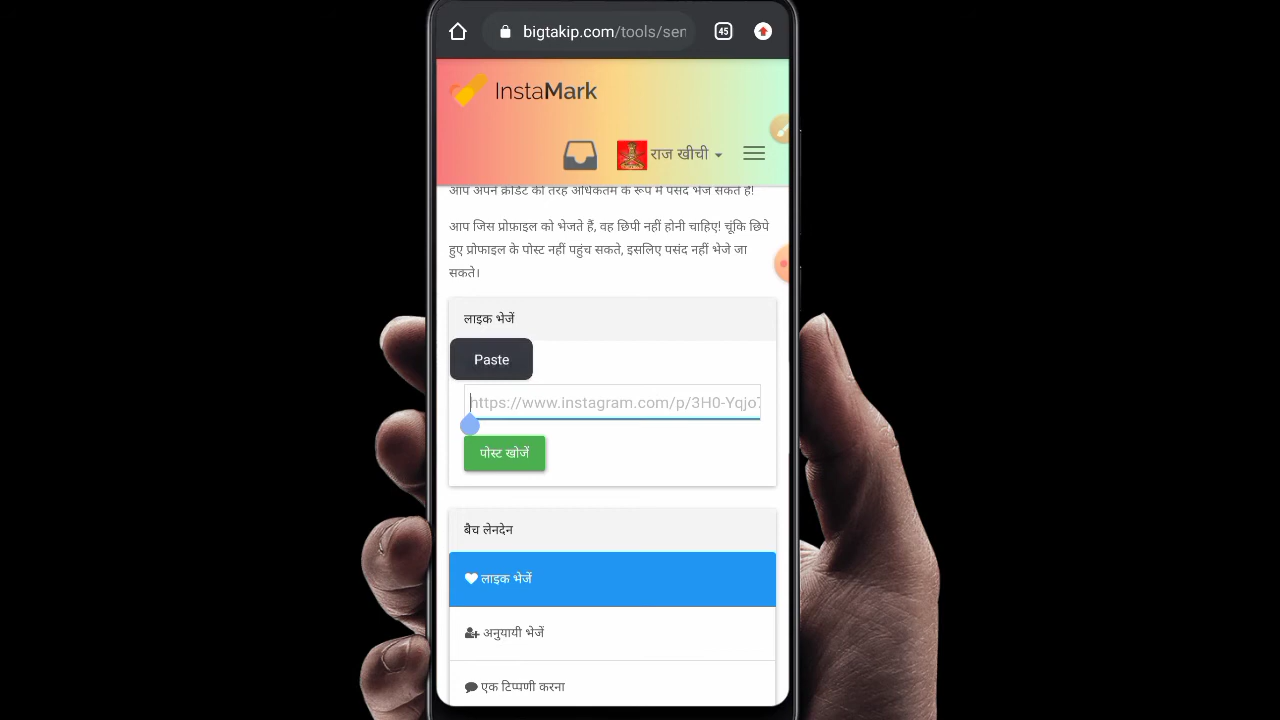 bigtakip.com/tools/sen
45
InstaMark
राज खीची
आप अपने क्रेडिट की तरह अधिकतम के रूप में पसंद भेज सकते हैं!
आप जिस प्रोफ़ाइल को भेजते हैं, वह छिपी नहीं होनी चाहिए! चूंकि छिपे
हुए प्रोफाइल के पोस्ट नहीं पहुंच सकते, इसलिए पसंद नहीं भेजे जा
सकते।
लाइक भेजें
Paste
https://www.instagram.com/p/3H0-Yqjo7
पोस्ट खोजें
बैच लेनदेन
लाइक भेजें
अनुयायी भेजें
एक टिप्पणी करना